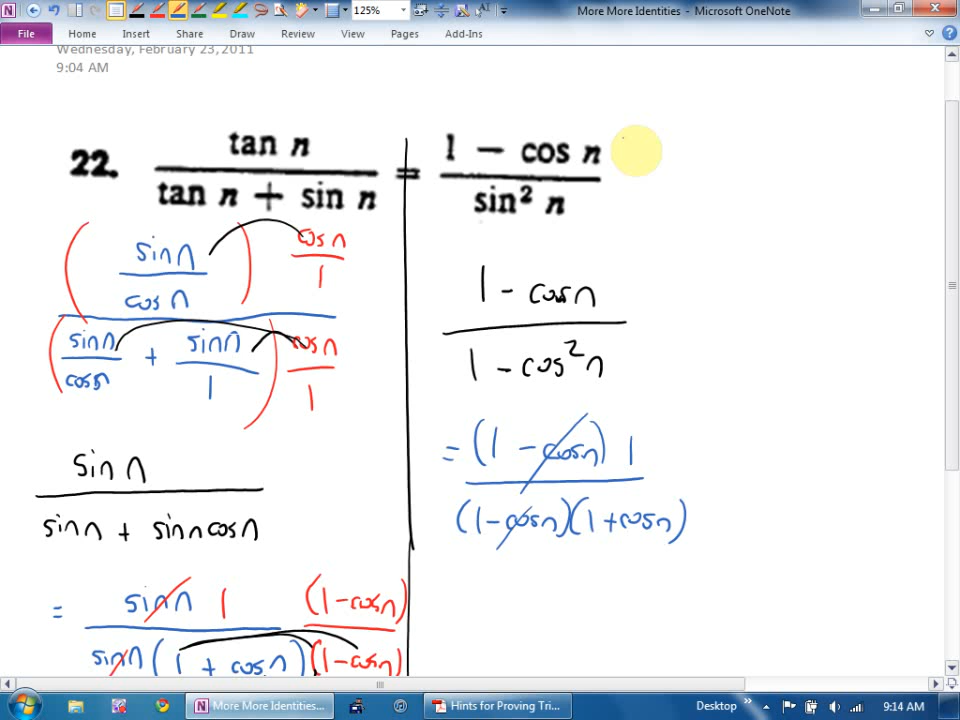 More More Identities - Microsoft OneNote
125%
File Home Insert Share Draw Review View Pages Add-Ins
Wednesday, February 23, 2011
9:04 AM
22. tan n / (tan n + sin n) = (1 - cos n) / sin² n
(sin n / cos n) cos n / 1
(sin n / cos n + sin n / 1) cos n / 1
sin n
sin n + sin n cos n
= sin n 1 (1-cos n)
sin n (1 + cos n) (1-cos n)
1 - cos n
1 - cos² n
= (1 - cos n) 1
(1-cos n)(1+cos n)
More More Identities...
Hints for Proving Tri...
Desktop »
9:14 AM